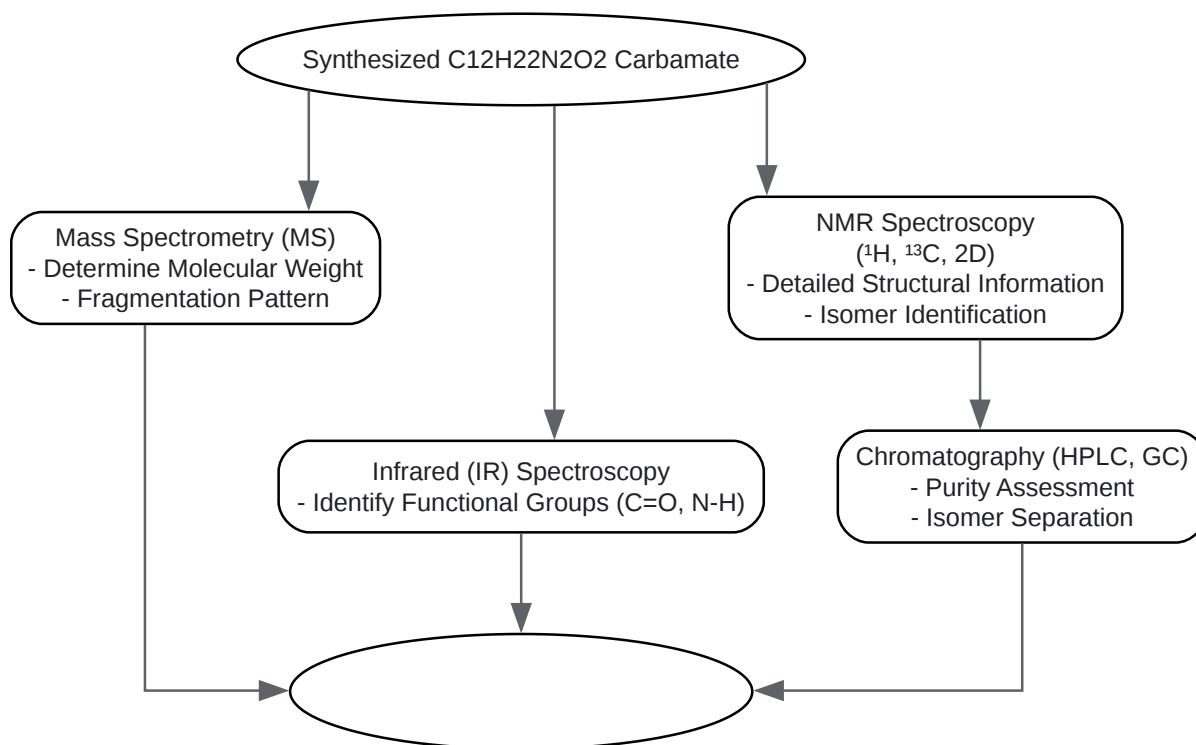 Synthesized C12H22N2O2 Carbamate
Mass Spectrometry (MS)
- Determine Molecular Weight
- Fragmentation Pattern
NMR Spectroscopy
(¹H, ¹³C, 2D)
- Detailed Structural Information
- Isomer Identification
Infrared (IR) Spectroscopy
- Identify Functional Groups (C=O, N-H)
Chromatography (HPLC, GC)
- Purity Assessment
- Isomer Separation